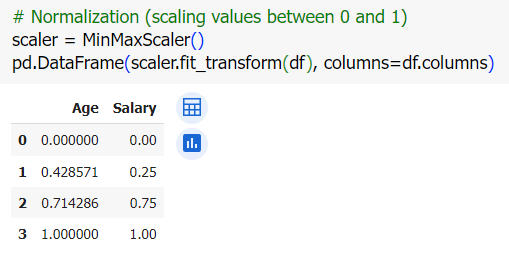 # Normalization (scaling values between 0 and 1)
scaler = MinMaxScaler()
pd.DataFrame(scaler.fit_transform(df), columns=df.columns)
Age Salary
0 0.000000 0.00
1 0.428571 0.25
2 0.714286 0.75
3 1.000000 1.00